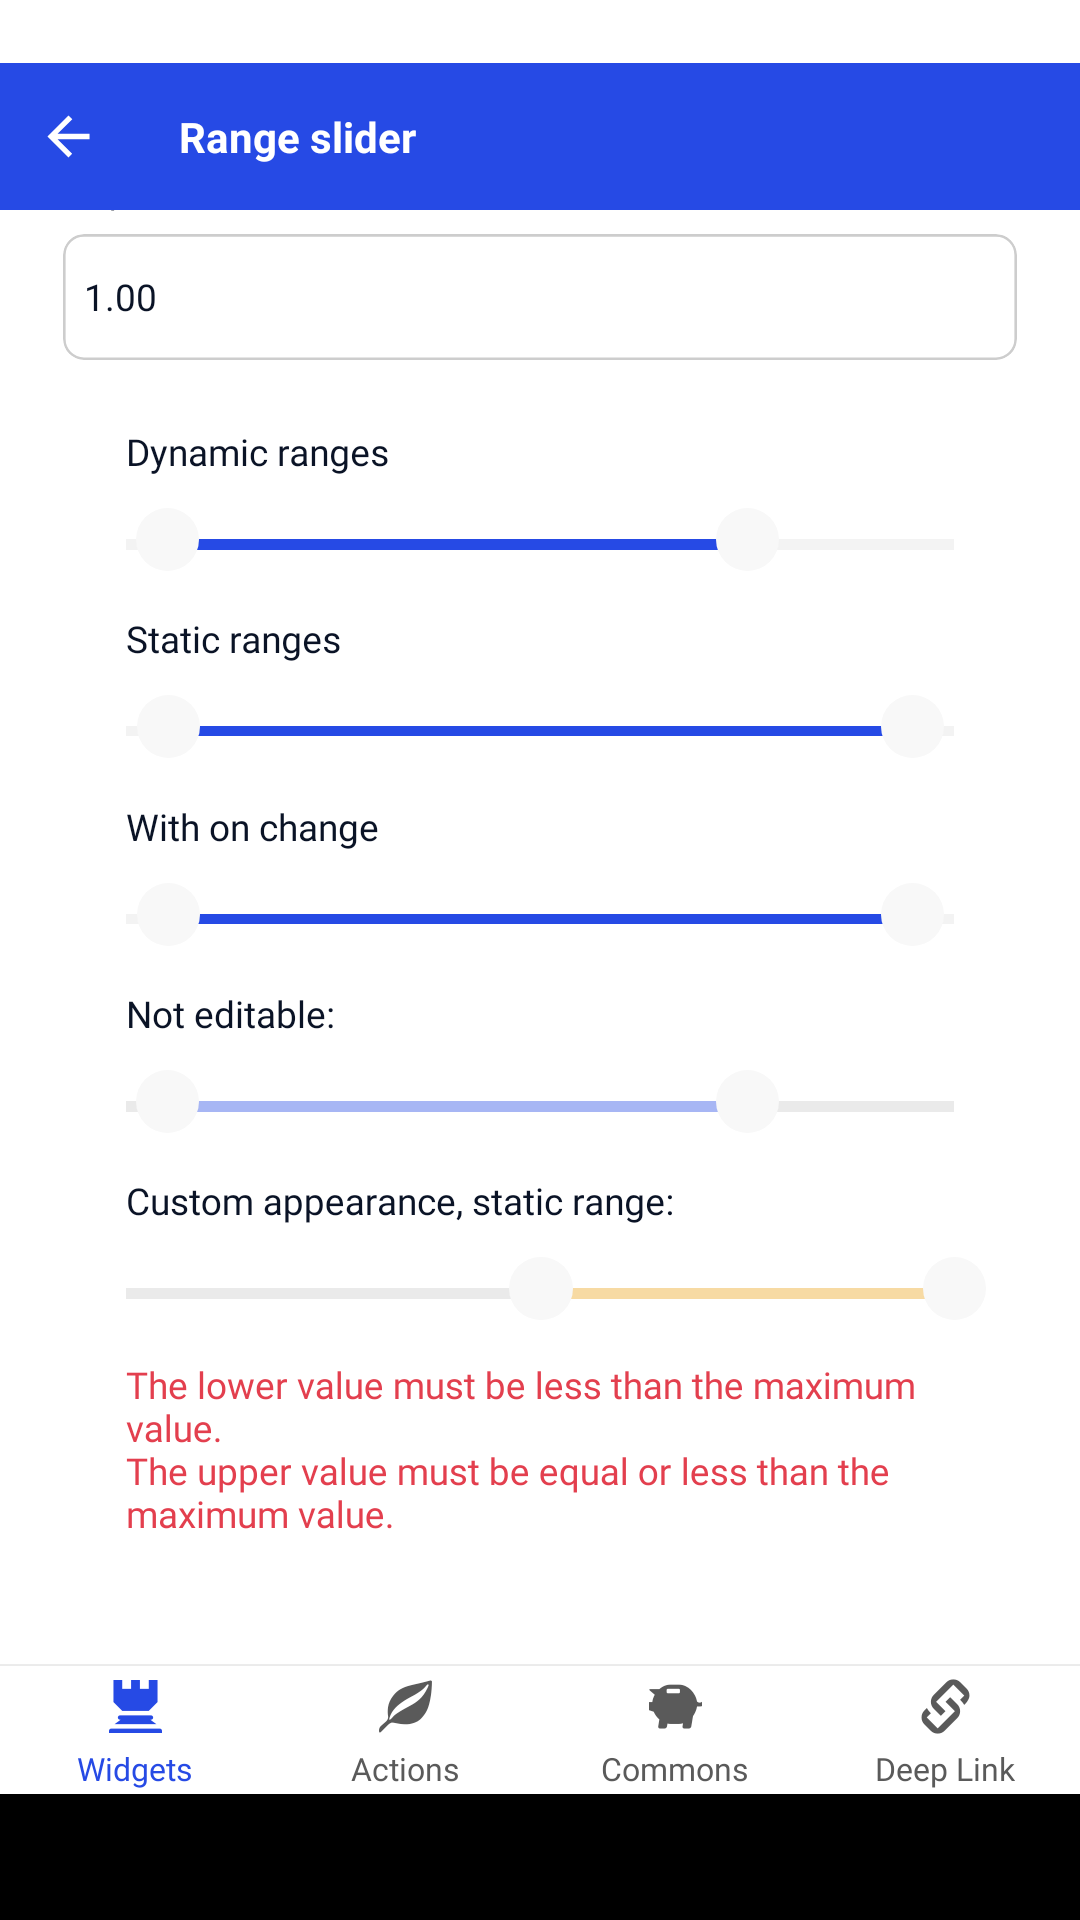 Range slider
1.00
Dynamic ranges
Static ranges
With on change
Not editable:
Custom appearance, static range:
The lower value must be less than the maximum
value.
The upper value must be equal or less than the
maximum value.
Widgets
Actions
Commons
Deep Link